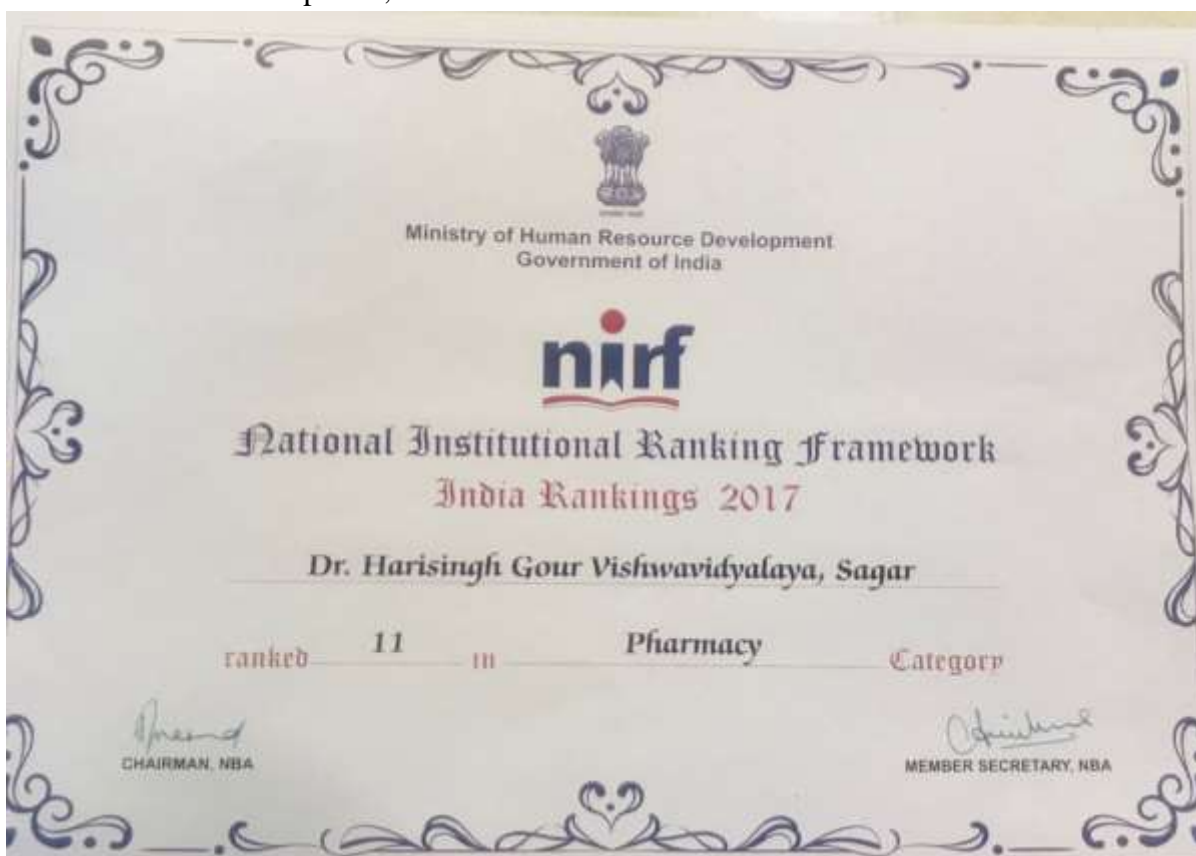 Ministry of Human Resource Development
Government of India
nirf
National Institutional Ranking Framework
India Rankings 2017
Dr. Harisingh Gour Vishwavidyalaya, Sagar
ranked 11 in Pharmacy Category
CHAIRMAN, NBA
MEMBER SECRETARY, NBA